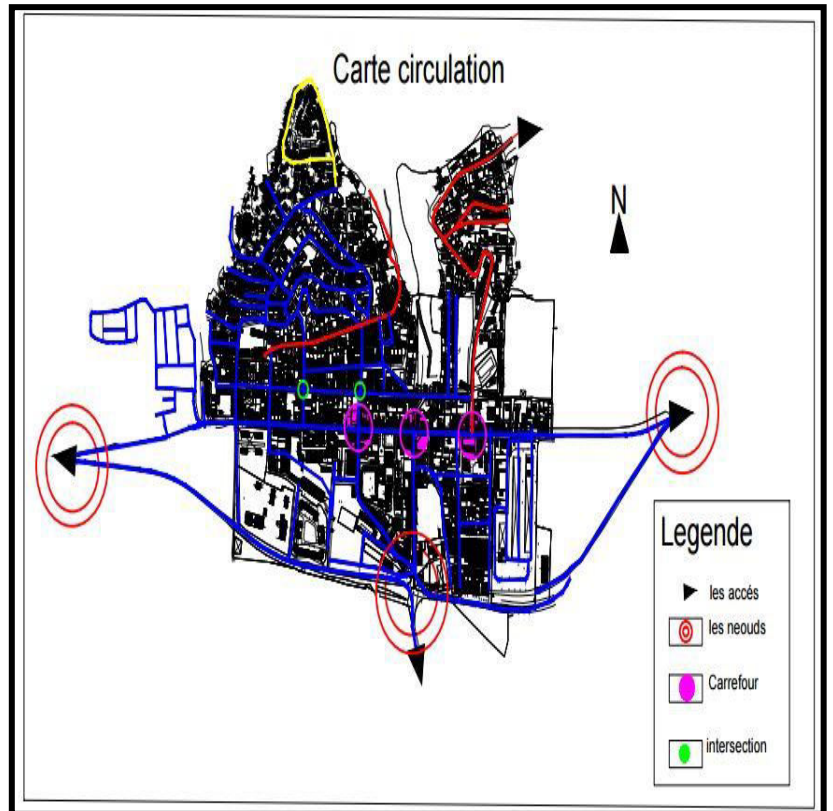 Carte circulation
N
Legende
les accés
les neouds
Carrefour
intersection